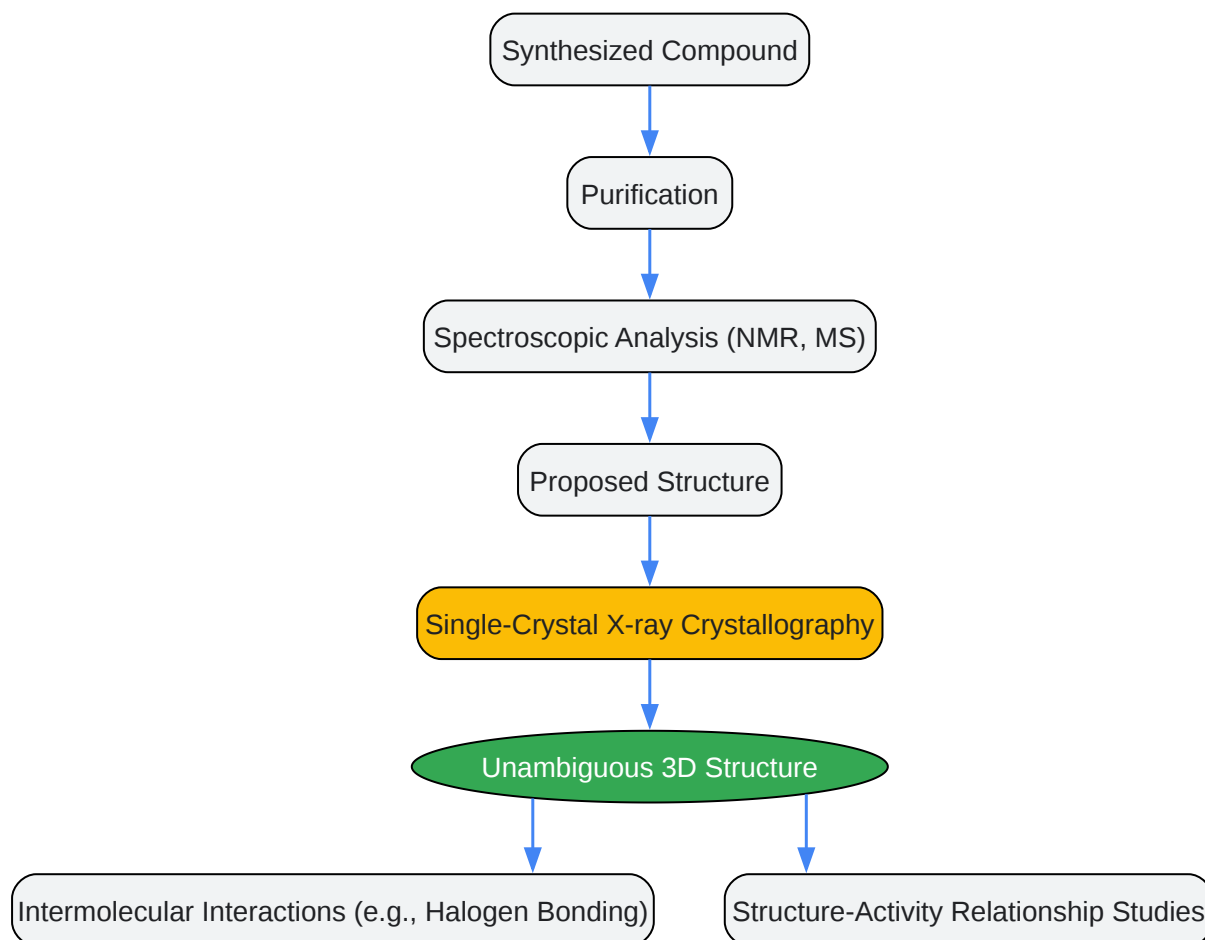 Synthesized Compound
Purification
Spectroscopic Analysis (NMR, MS)
Proposed Structure
Single-Crystal X-ray Crystallography
Unambiguous 3D Structure
Intermolecular Interactions (e.g., Halogen Bonding)
Structure-Activity Relationship Studies